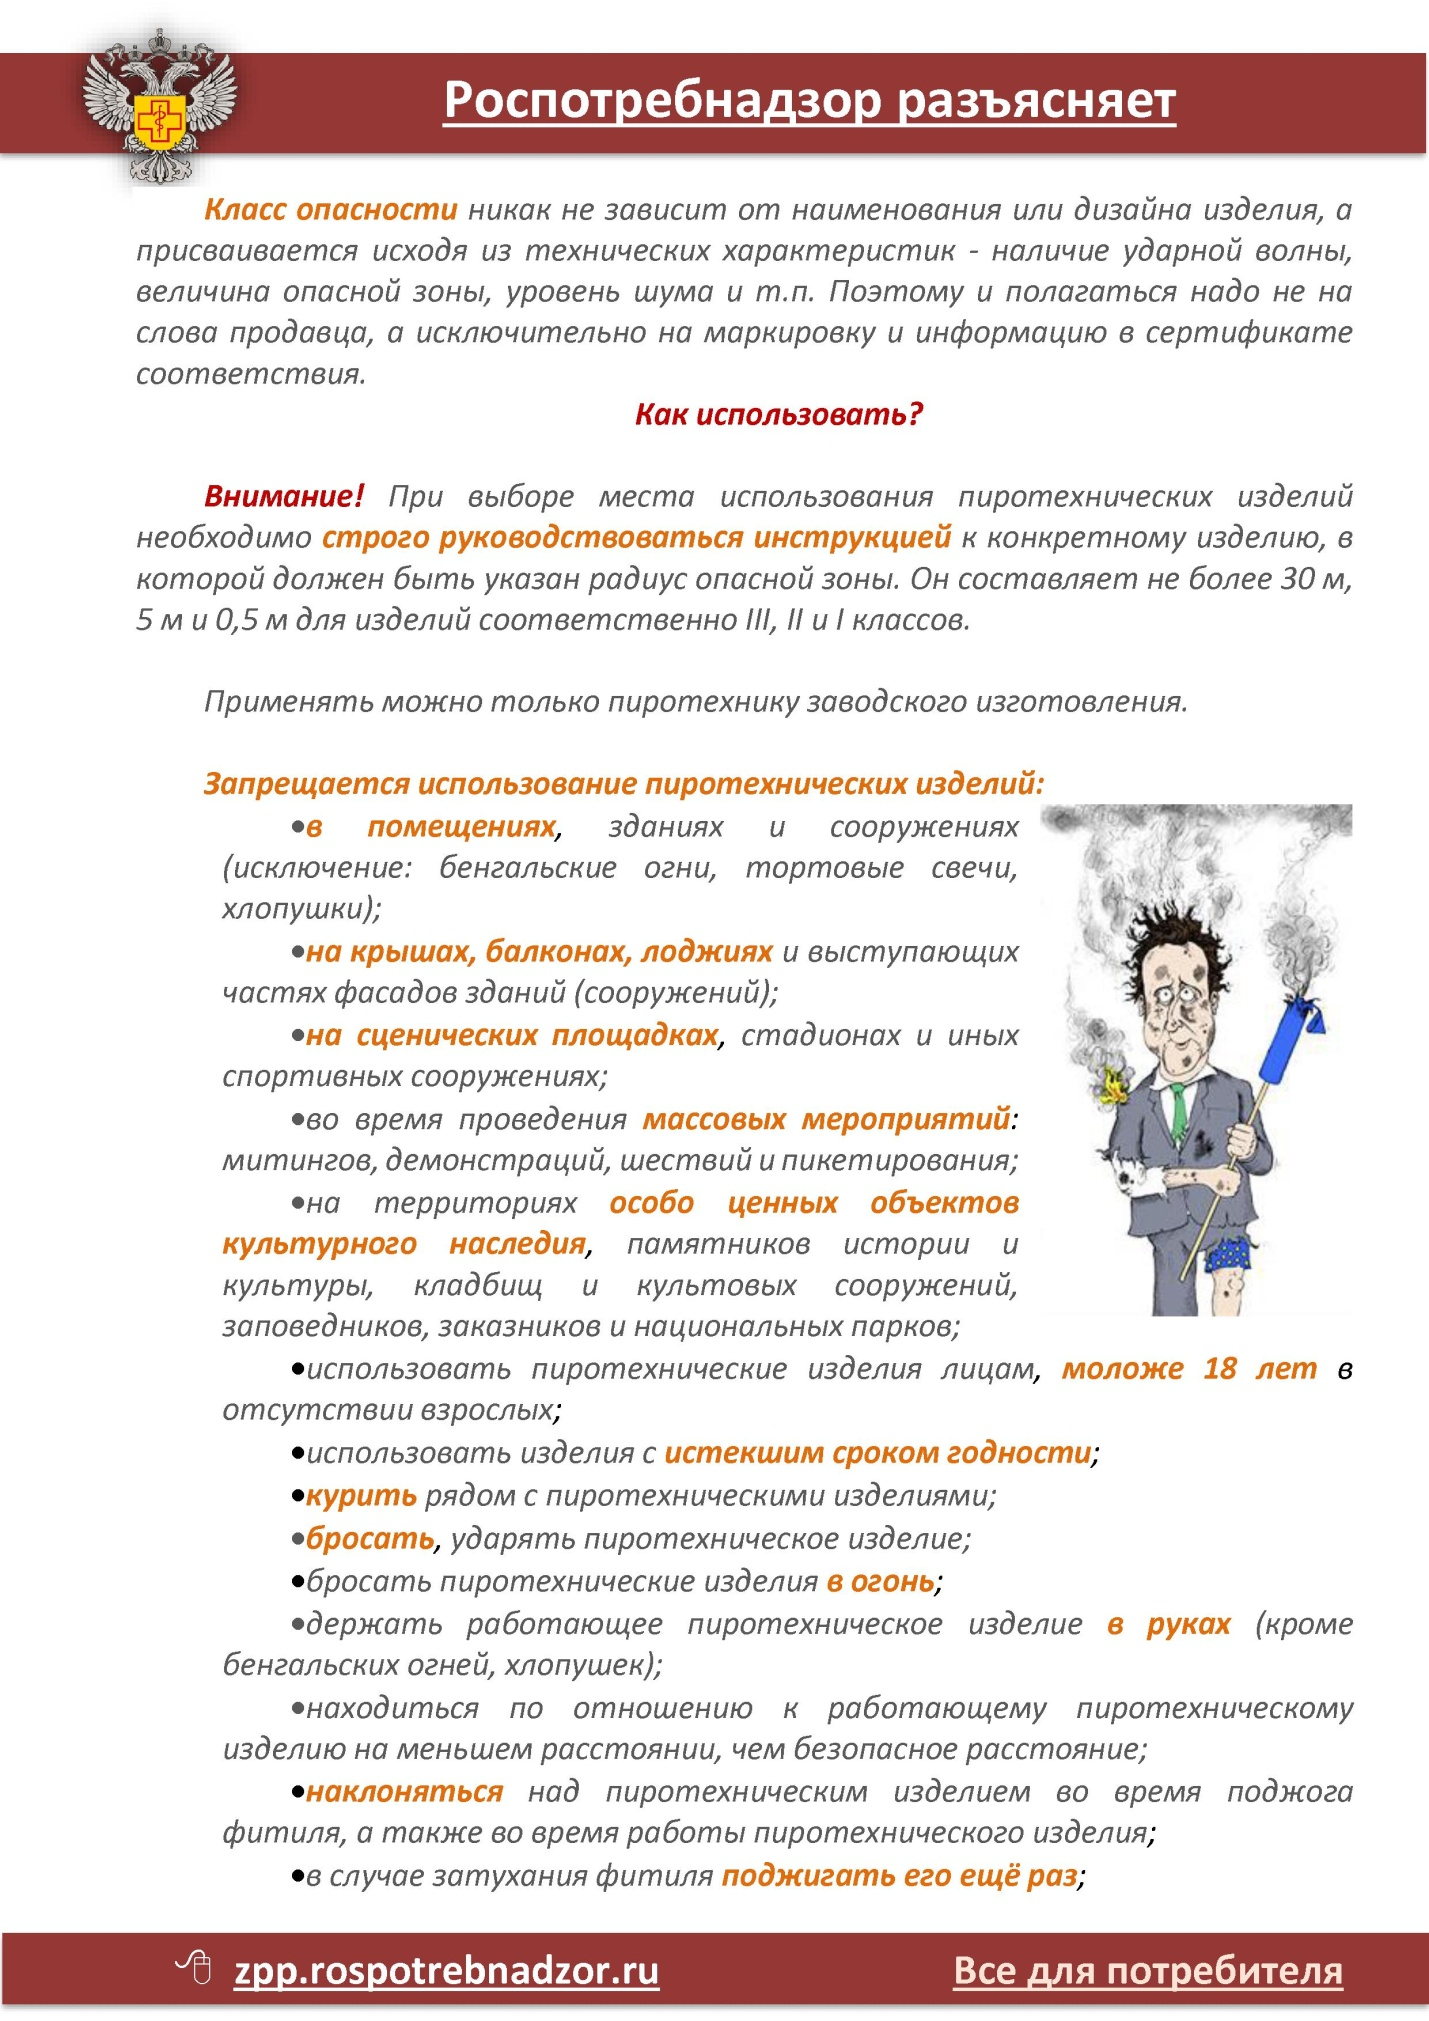 Роспотребнадзор разъясняет
Класс опасности никак не зависит от наименования или дизайна изделия, а
присваивается исходя из технических характеристик - наличие ударной волны,
величина опасной зоны, уровень шума и т.п. Поэтому и полагаться надо не на
слова продавца, а исключительно на маркировку и информацию в сертификате
соответствия.
Как использовать?
Внимание! При выборе места использования пиротехнических изделий
необходимо строго руководствоваться инструкцией к конкретному изделию, в
которой должен быть указан радиус опасной зоны. Он составляет не более 30 м,
5 м и 0,5 м для изделий соответственно III, II и I классов.
Применять можно только пиротехнику заводского изготовления.
Запрещается использование пиротехнических изделий:
•в помещениях, зданиях и сооружениях
(исключение: бенгальские огни, тортовые свечи,
хлопушки);
•на крышах, балконах, лоджиях и выступающих
частях фасадов зданий (сооружений);
•на сценических площадках, стадионах и иных
спортивных сооружениях;
•во время проведения массовых мероприятий:
митингов, демонстраций, шествий и пикетирования;
•на территориях особо ценных объектов
культурного наследия, памятников истории и
культуры, кладбищ и культовых сооружений,
заповедников, заказников и национальных парков;
•использовать пиротехнические изделия лицам, моложе 18 лет в
отсутствии взрослых;
•использовать изделия с истекшим сроком годности;
•курить рядом с пиротехническими изделиями;
•бросать, ударять пиротехническое изделие;
•бросать пиротехнические изделия в огонь;
•держать работающее пиротехническое изделие в руках (кроме
бенгальских огней, хлопушек);
•находиться по отношению к работающему пиротехническому
изделию на меньшем расстоянии, чем безопасное расстояние;
•наклоняться над пиротехническим изделием во время поджога
фитиля, а также во время работы пиротехнического изделия;
•в случае затухания фитиля поджигать его ещё раз;
zpp.rospotrebnadzor.ru Все для потребителя